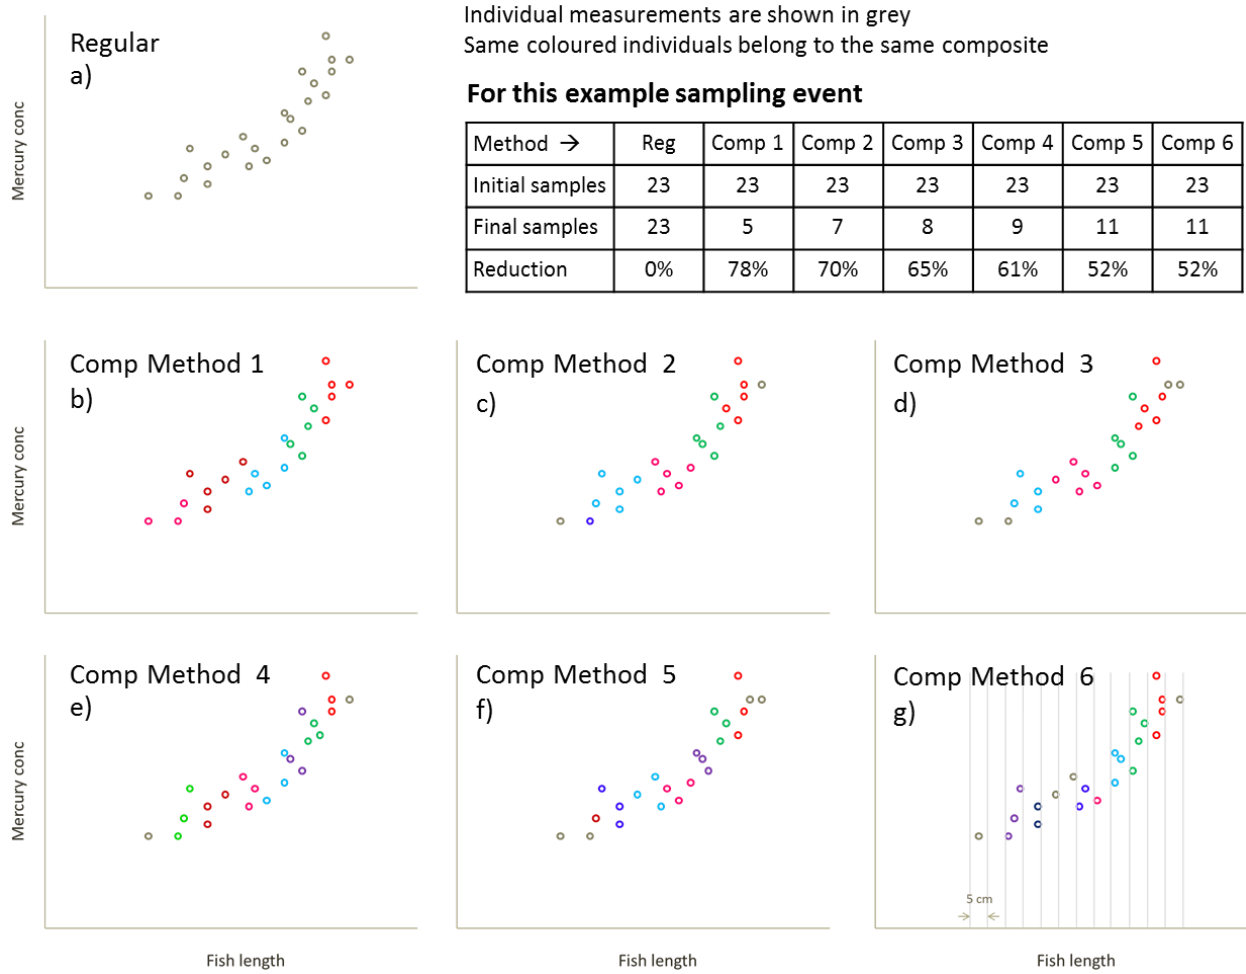 Individual measurements are shown in grey
Same coloured individuals belong to the same composite
Regular
a)
Mercury conc
For this example sampling event
Method → Reg Comp 1 Comp 2 Comp 3 Comp 4 Comp 5 Comp 6
Initial samples 23 23 23 23 23 23 23
Final samples 23 5 7 8 9 11 11
Reduction 0% 78% 70% 65% 61% 52% 52%
Comp Method 1
b)
Comp Method 2
c)
Comp Method 3
d)
Mercury conc
Comp Method 4
e)
Comp Method 5
f)
Comp Method 6
g)
Mercury conc
5 cm
Fish length
Fish length
Fish length